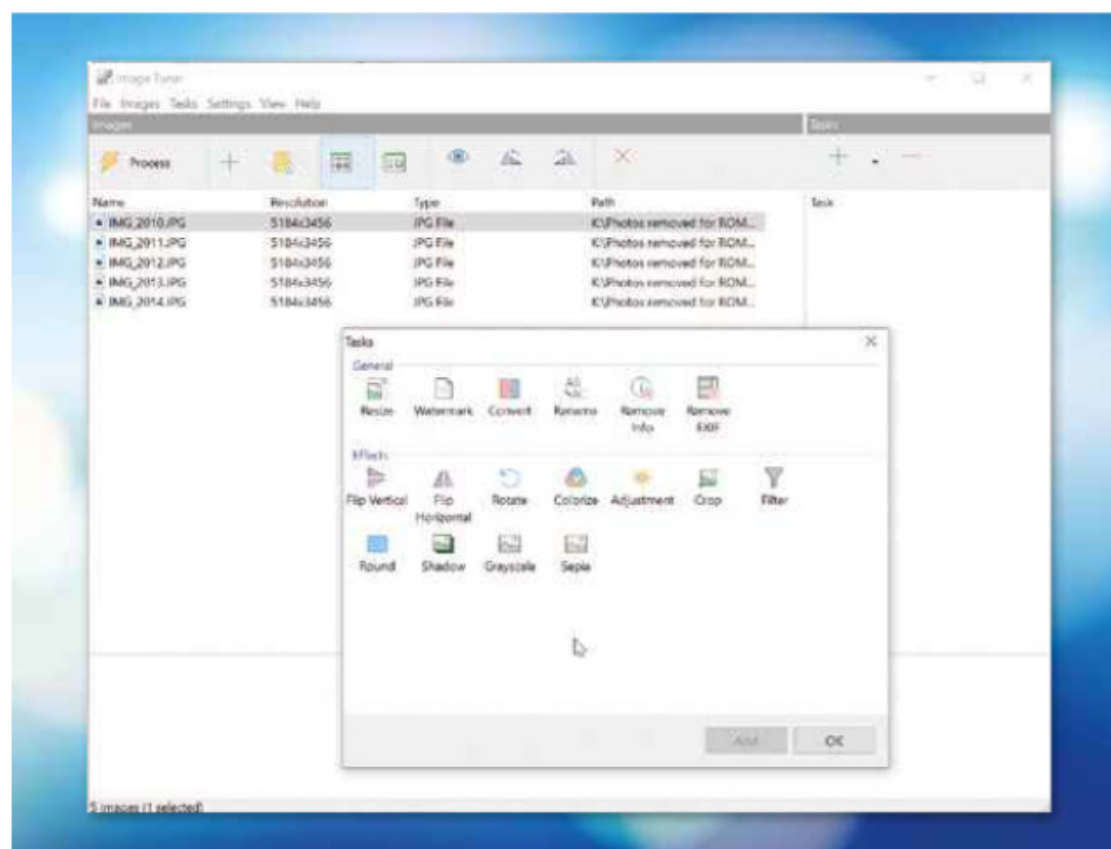 Image Tuner
File Images Tasks Settings View Help
Images Tasks
Process
Name Resolution Type Path Task
IMG_2010.JPG 5184x3456 JPG File K:\Photos removed for ROM...
IMG_2011.JPG 5184x3456 JPG File K:\Photos removed for ROM...
IMG_2012.JPG 5184x3456 JPG File K:\Photos removed for ROM...
IMG_2013.JPG 5184x3456 JPG File K:\Photos removed for ROM...
IMG_2014.JPG 5184x3456 JPG File K:\Photos removed for ROM...
Tasks
General
Resize Watermark Convert Rename Remove Info Remove EXIF
Effects
Flip Vertical Flip Horizontal Rotate Colorize Adjustment Crop Filter
Round Shadow Grayscale Sepia
Add OK
5 images (1 selected)